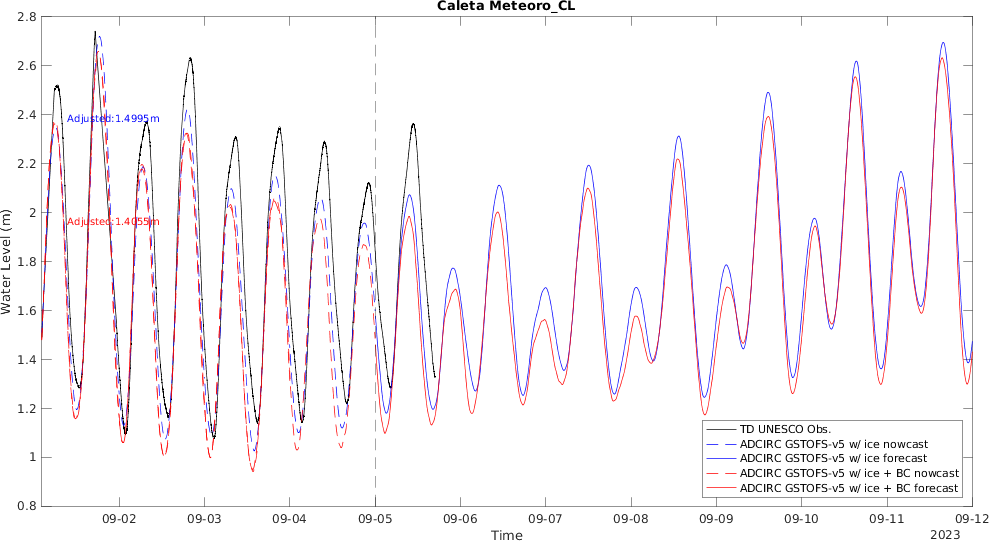 Caleta Meteoro_CL
2.8
2.6
2.4
2.2
2
1.8
1.6
1.4
1.2
1
0.8
Water Level (m)
Adjusted:1.4995m
Adjusted:1.4055m
TD UNESCO Obs.
ADCIRC GSTOFS-v5 w/ ice nowcast
ADCIRC GSTOFS-v5 w/ ice forecast
ADCIRC GSTOFS-v5 w/ ice + BC nowcast
ADCIRC GSTOFS-v5 w/ ice + BC forecast
09-02 09-03 09-04 09-05 09-06 09-07 09-08 09-09 09-10 09-11 09-12
Time
2023